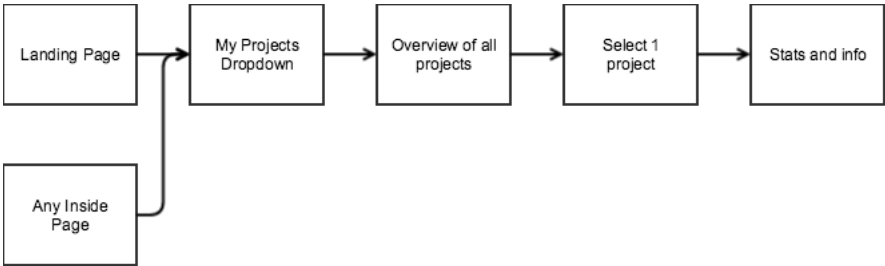 Landing Page
My Projects
Dropdown
Overview of all
projects
Select 1
project
Stats and info
Any Inside
Page